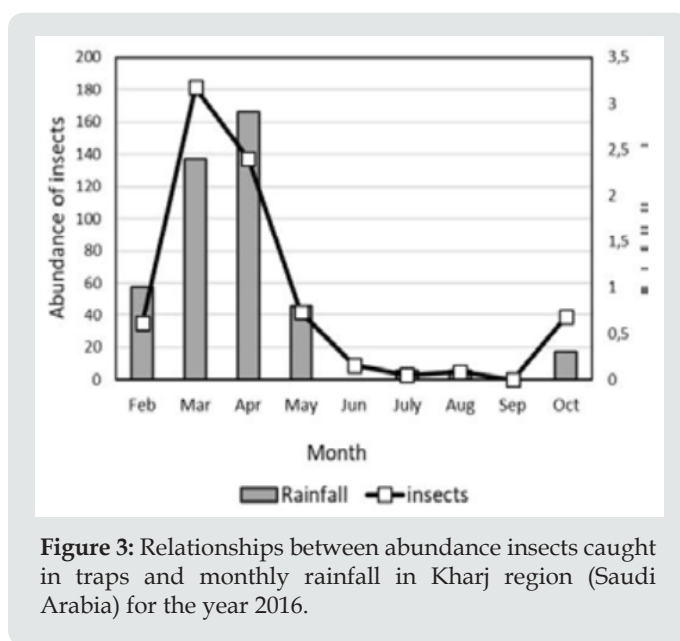 200
180
160
140
120
100
80
60
40
20
0
Abundance of insects
3,5
3
2,5
2
1,5
1
0,5
0
Feb Mar Apr May Jun July Aug Sep Oct
Month
Rainfall insects
Figure 3: Relationships between abundance insects caught
in traps and monthly rainfall in Kharj region (Saudi
Arabia) for the year 2016.